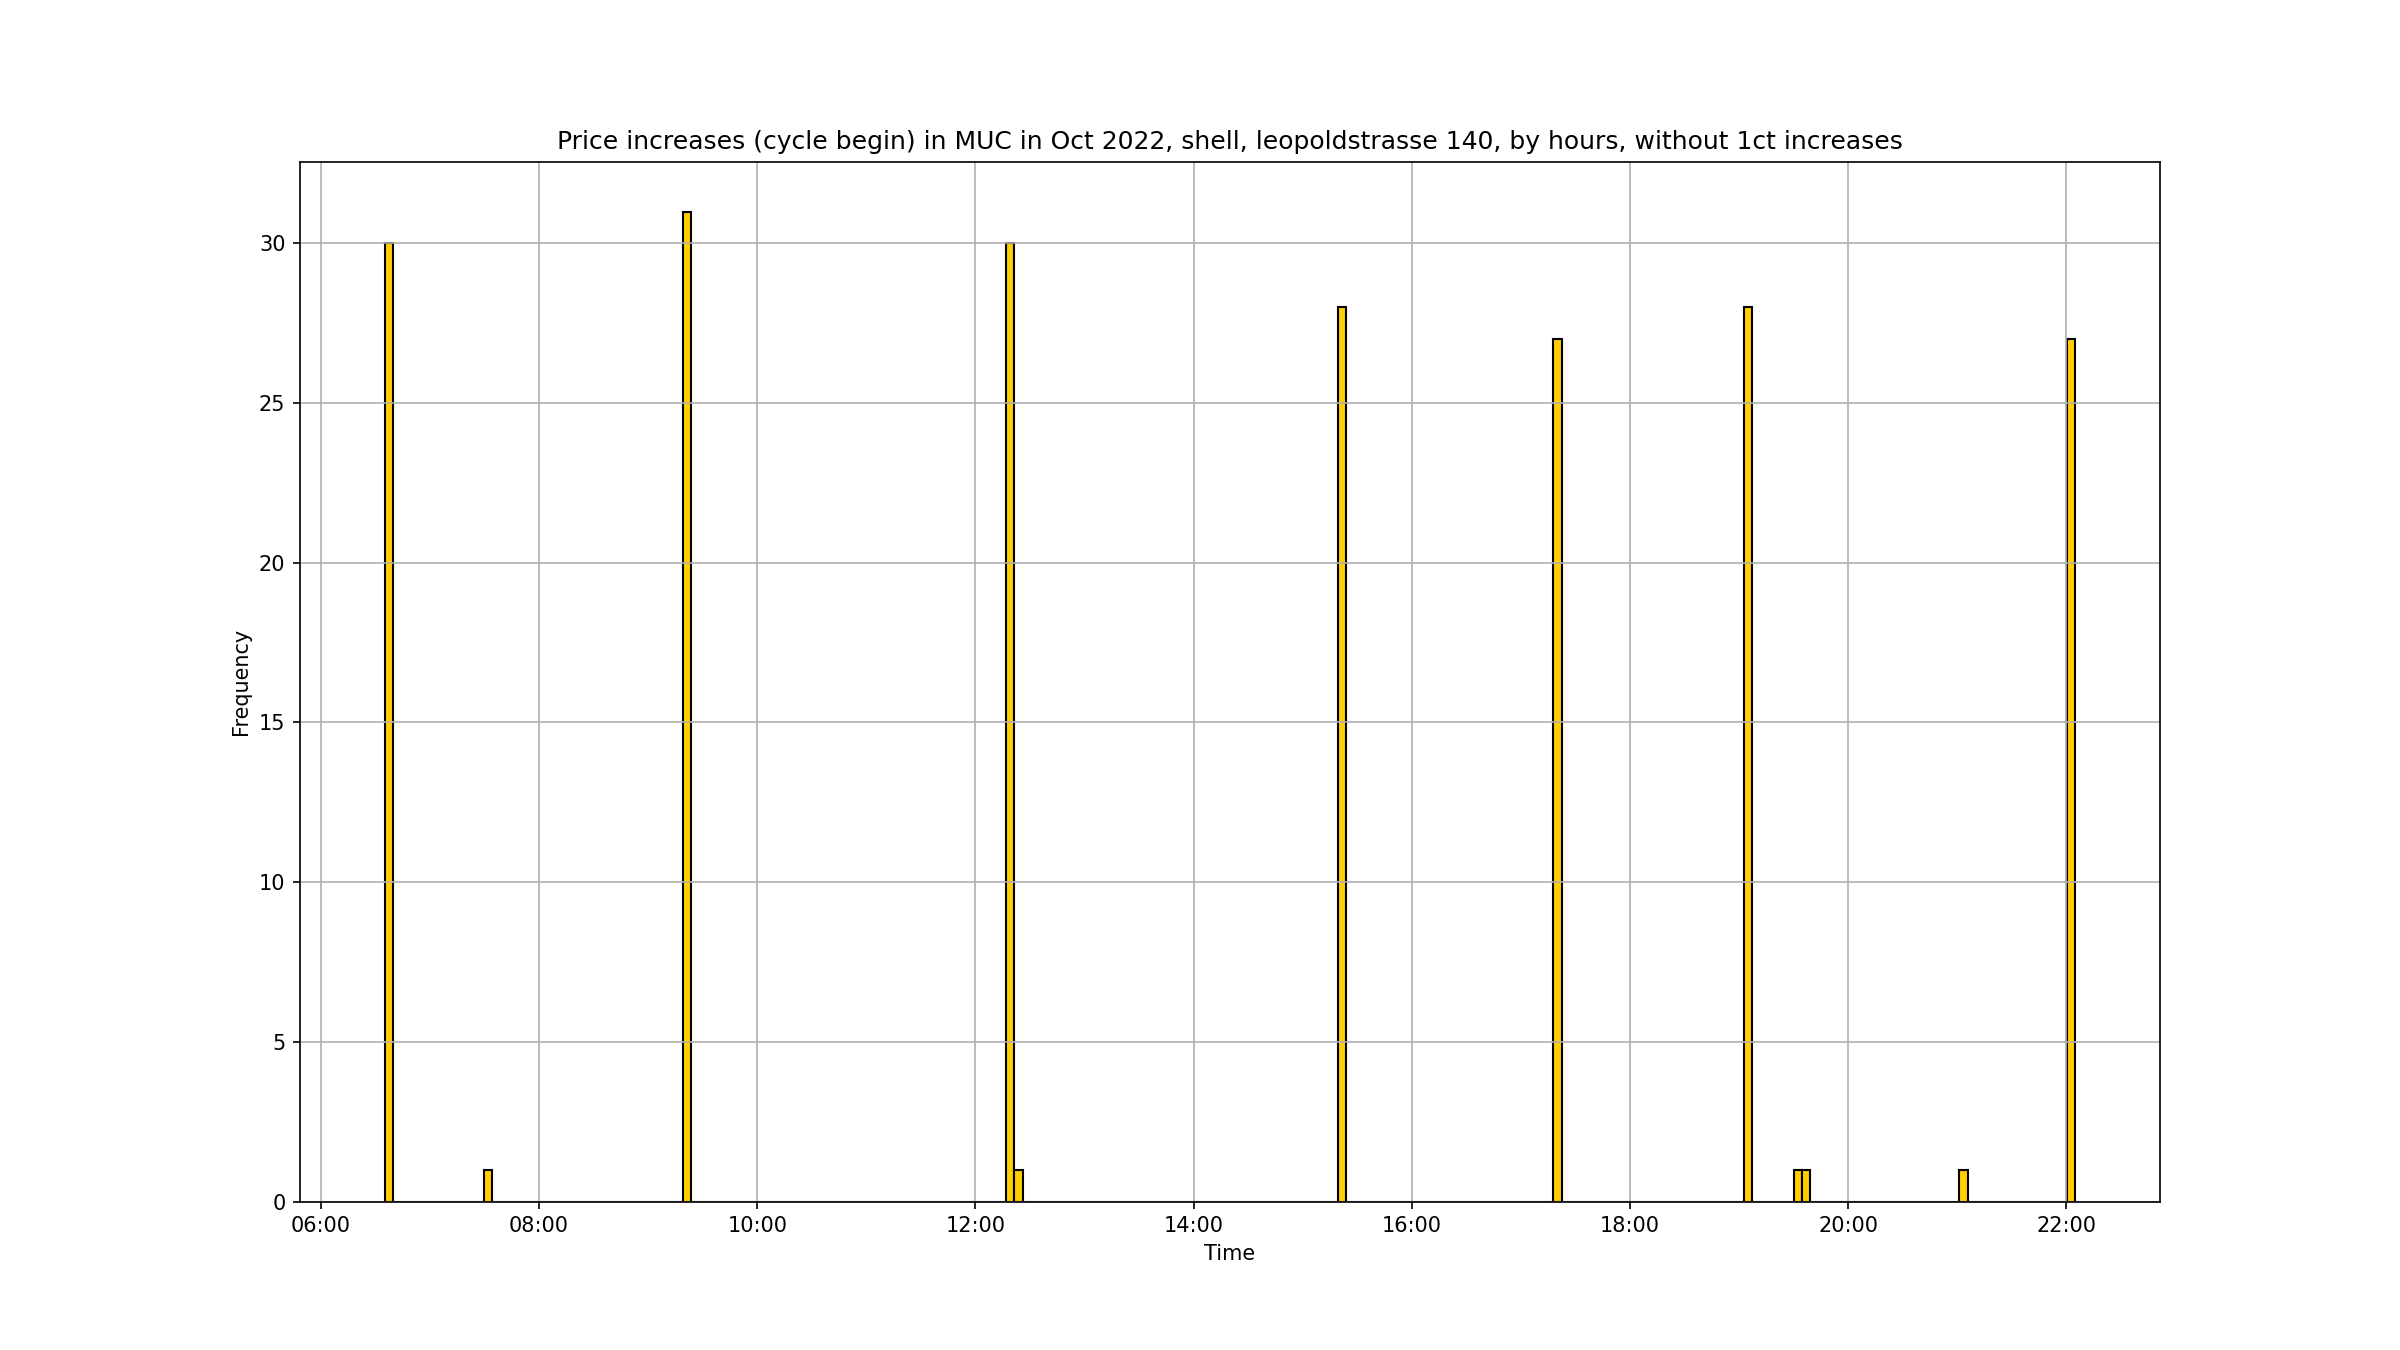 Price increases (cycle begin) in MUC in Oct 2022, shell, leopoldstrasse 140, by hours, without 1ct increases
Frequency
30
25
20
15
10
5
0
06:00 08:00 10:00 12:00 14:00 16:00 18:00 20:00 22:00
Time